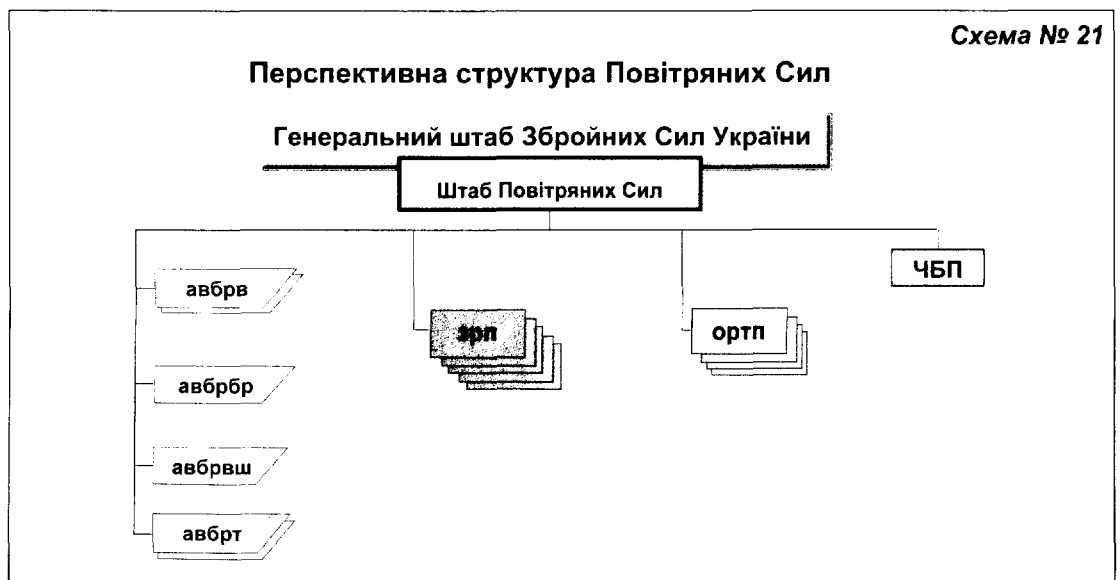 Схема № 21
Перспективна структура Повітряних Сил
Генеральний штаб Збройних Сил України
Штаб Повітряних Сил
ЧБП
авбрв
зрп
ортп
авбрбр
авбрвш
авбрт